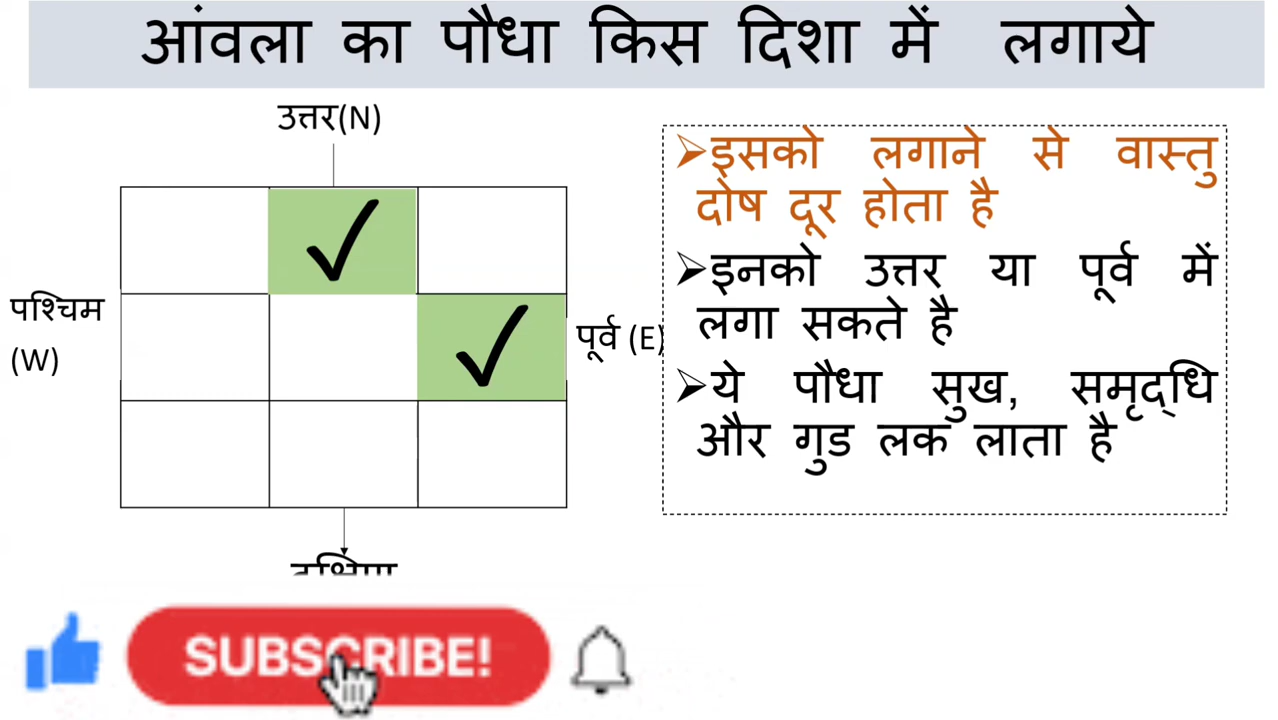 आंवला का पौधा किस दिशा में लगाये
उत्तर(N)
पश्चिम
(W)
पूर्व (E)
➢इसको लगाने से वास्तु
दोष दूर होता है
➢इनको उत्तर या पूर्व में
लगा सकते है
➢ये पौधा सुख, समृद्धि
और गुड लक लाता है
SUBSCRIBE!